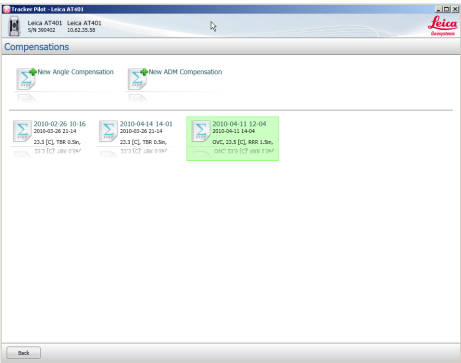 Tracker Pilot - Leica AT401
Leica AT401 Leica AT401
S/N 390402 10.62.35.58
Leica
Geosystems
Compensations
New Angle Compensation New ADM Compensation
2010-02-26 10-16 2010-04-14 14-01 2010-04-11 12-04
2010-03-26 21-14 2010-03-26 21-14 2010-04-11 14-04
23.3 [C], TBR 0.5in, 23.3 [C], TBR 0.5in, OVC, 23.5 [C], RRR 1.5in,
Back